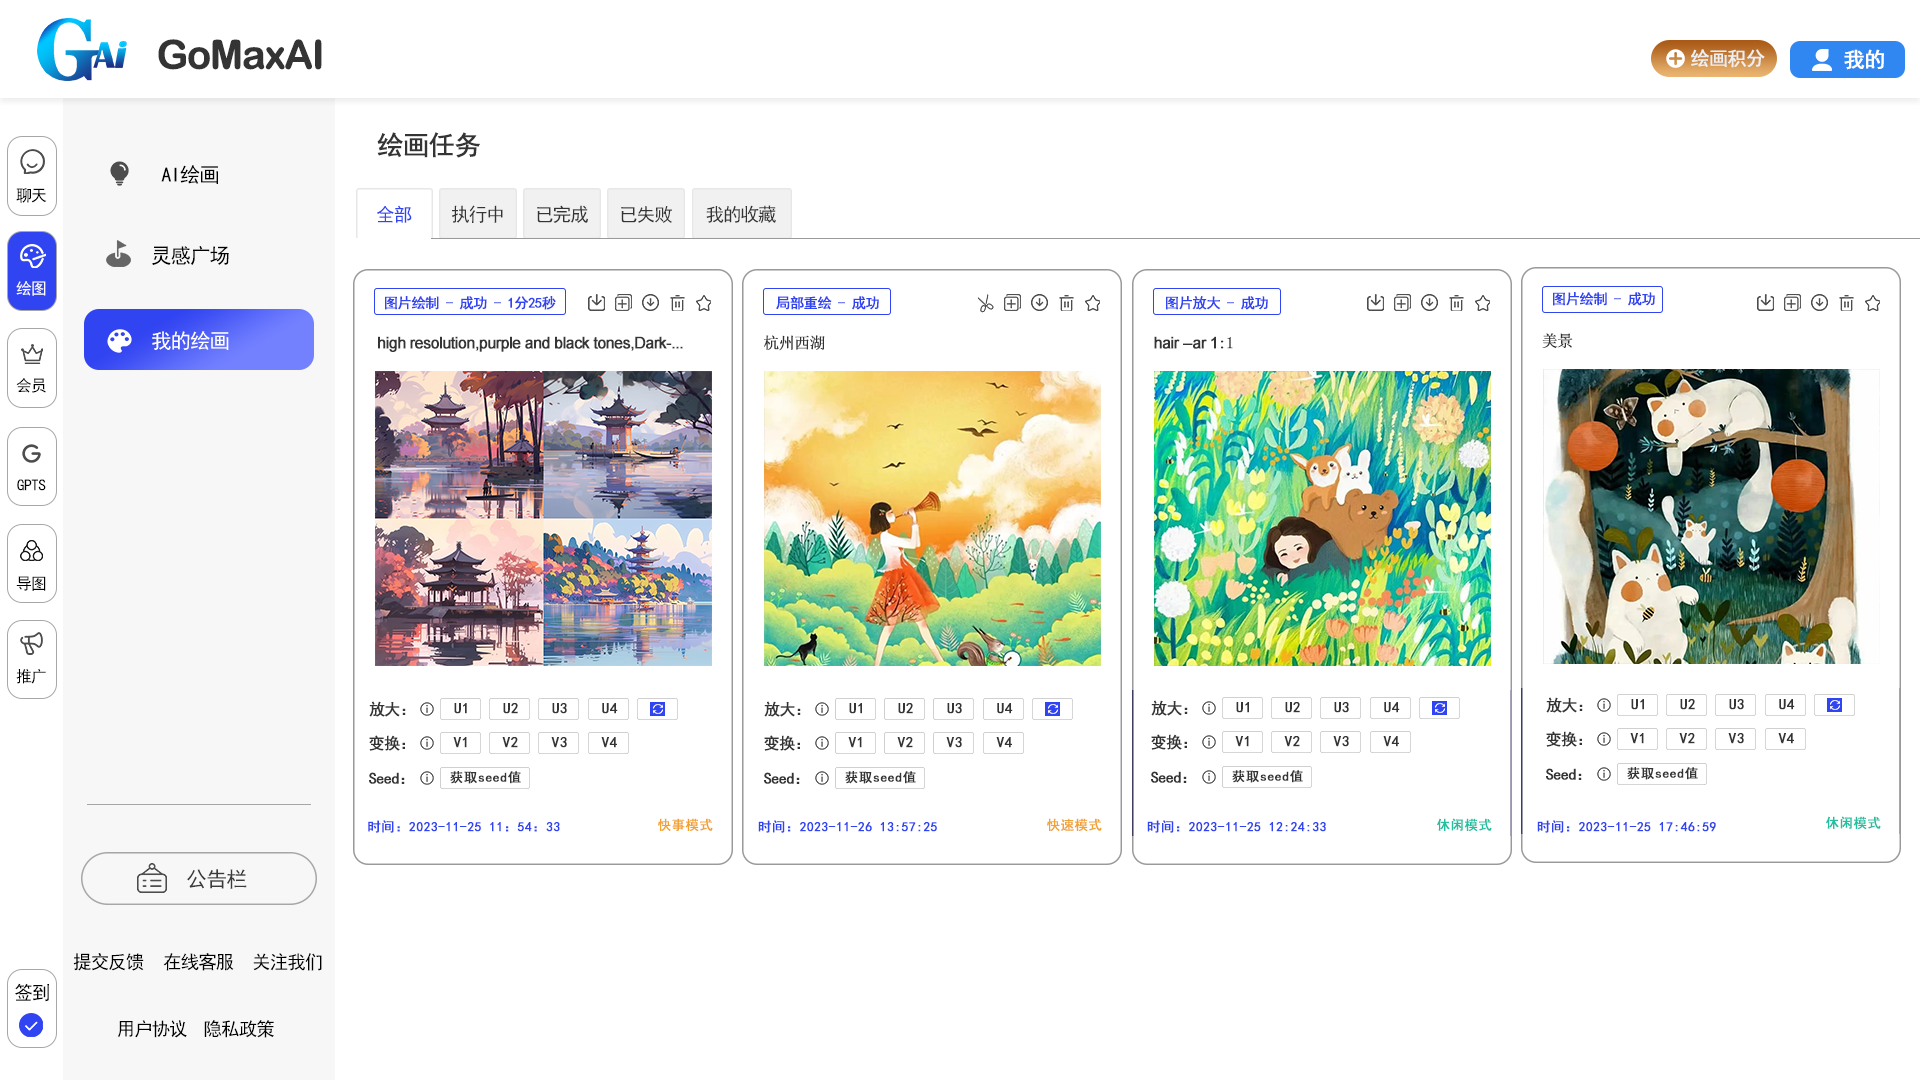 GAi GoMaxAI
绘画积分
我的
聊天
绘图
会员
GPTS
导图
推广
签到
AI绘画
灵感广场
我的绘画
公告栏
提交反馈 在线客服 关注我们
用户协议 隐私政策
绘画任务
全部 执行中 已完成 已失败 我的收藏
图片绘制 - 成功 - 1分25秒
high resolution,purple and black tones,Dark-...
放大: U1 U2 U3 U4
变换: V1 V2 V3 V4
Seed: 获取seed值
时间: 2023-11-25 11: 54: 33 快事模式
局部重绘 - 成功
杭州西湖
放大: U1 U2 U3 U4
变换: V1 V2 V3 V4
Seed: 获取seed值
时间: 2023-11-26 13:57:25 快速模式
图片放大 - 成功
hair –ar 1:1
放大: U1 U2 U3 U4
变换: V1 V2 V3 V4
Seed: 获取seed值
时间: 2023-11-25 12:24:33 休闲模式
图片绘制 - 成功
美景
放大: U1 U2 U3 U4
变换: V1 V2 V3 V4
Seed: 获取seed值
时间: 2023-11-25 17:46:59 休闲模式